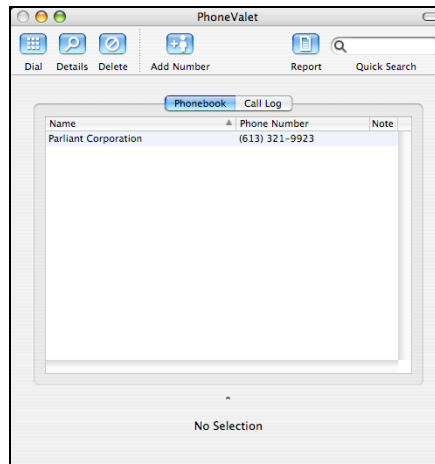 PhoneValet
Dial Details Delete Add Number Report Quick Search
Phonebook Call Log
Name Phone Number Note
Parliant Corporation (613) 321-9923
No Selection